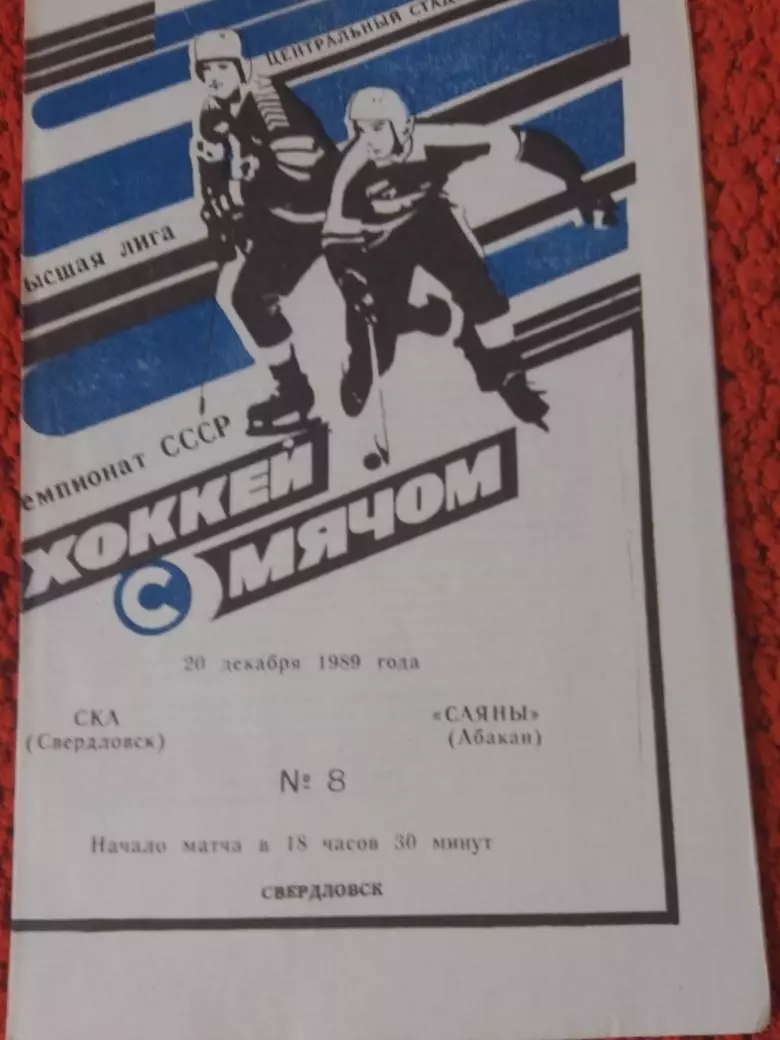 ЦЕНТРАЛЬНЫЙ СТАД
ЫСШАЯ ЛИГА
ЕМПИОНАТ СССР
ХОККЕЙ
С МЯЧОМ
20 декабря 1989 года
СКА «САЯНЫ»
(Свердловск) (Абакан)
№ 8
Начало матча в 18 часов 30 минут
СВЕРДЛОВСК